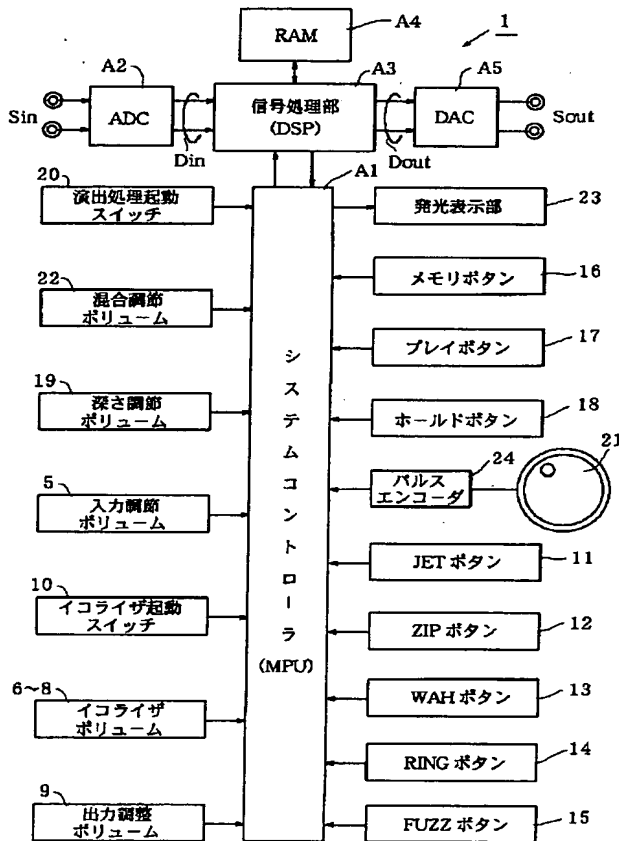 RAM
A4
1
A2
A3
A5
Sin
ADC
信号処理部
(DSP)
DAC
Sout
Din
Dout
A1
20
演出処理起動
スイッチ
発光表示部
23
22
混合調節
ボリューム
メモリボタン
16
プレイボタン
17
19
深さ調節
ボリューム
ホールドボタン
18
21
24
パルス
エンコーダ
5
入力調節
ボリューム
システムコントローラ
(MPU)
JETボタン
11
10
イコライザ起動
スイッチ
ZIPボタン
12
6~8
イコライザ
ボリューム
WAHボタン
13
RINGボタン
14
9
出力調整
ボリューム
FUZZボタン
15